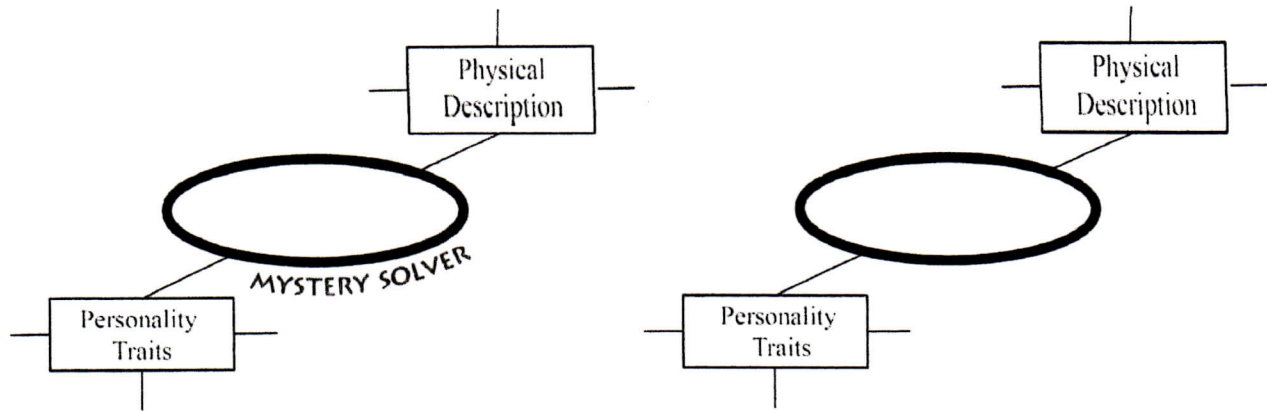 Physical
Description
MYSTERY SOLVER
Personality
Traits
Physical
Description
Personality
Traits